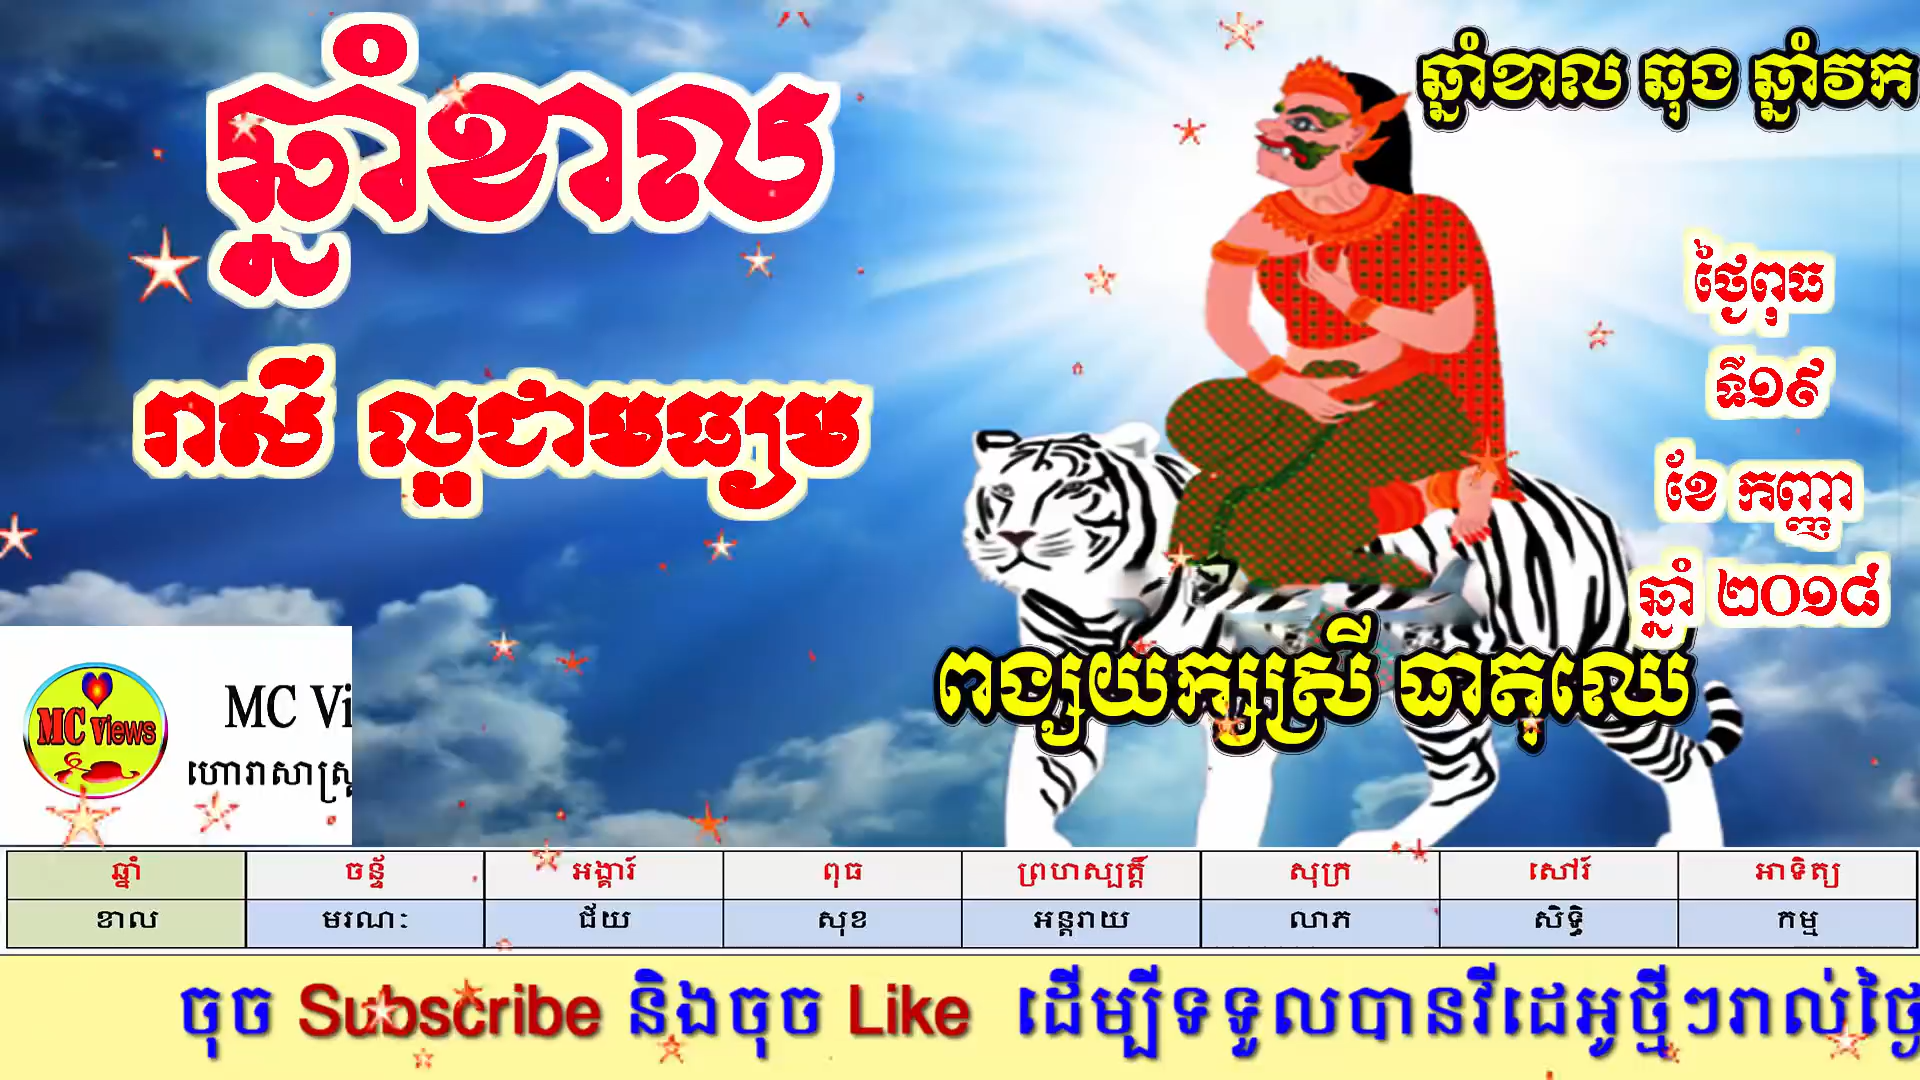 ឆ្នាំខាល
រាសី ល្អជាមធ្យម
ឆ្នាំខាល ឆុង ឆ្នាំវក
ថ្ងៃពុធ
ទី១៩
ខែ កញ្ញា
ឆ្នាំ ២០១៨
ពង្សយក្សស្រី ធាតុឈើ
MC Views
MC Vi
ហោរាសាស្ត្រ
ឆ្នាំ ចន្ទ័ អង្គារ៍ ពុធ ព្រហស្បត្តិ៍ សុក្រ សៅរ៍ អាទិត្យ
ខាល មរណៈ ជ័យ សុខ អន្តរាយ លាភ សិទ្ធិ កម្ម
ចុច Subscribe និងចុច Like ដើម្បីទទួលបានវីដេអូថ្មីៗរាល់ថ្ងៃ